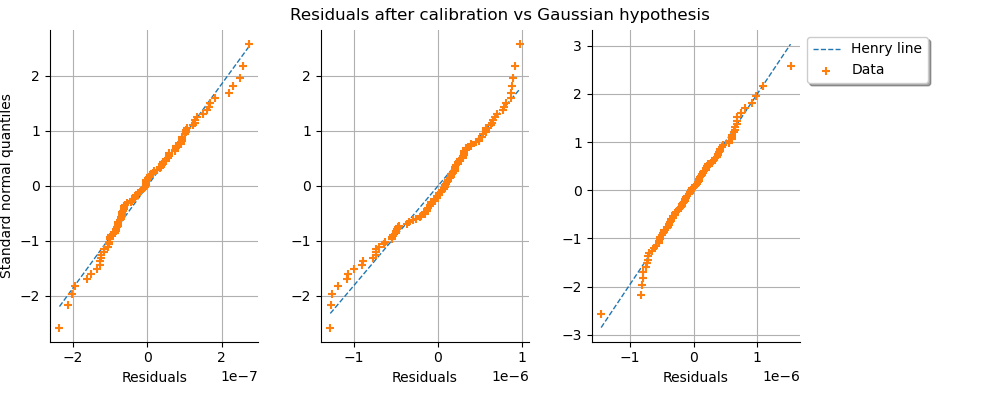 Residuals after calibration vs Gaussian hypothesis
Standard normal quantiles
2
1
0
−1
−2
−2
0
2
1e−7
Residuals
2
1
0
−1
−2
−1
0
1
1e−6
Residuals
3
2
1
0
−1
−2
−3
−1
0
1
1e−6
Residuals
Henry line
Data